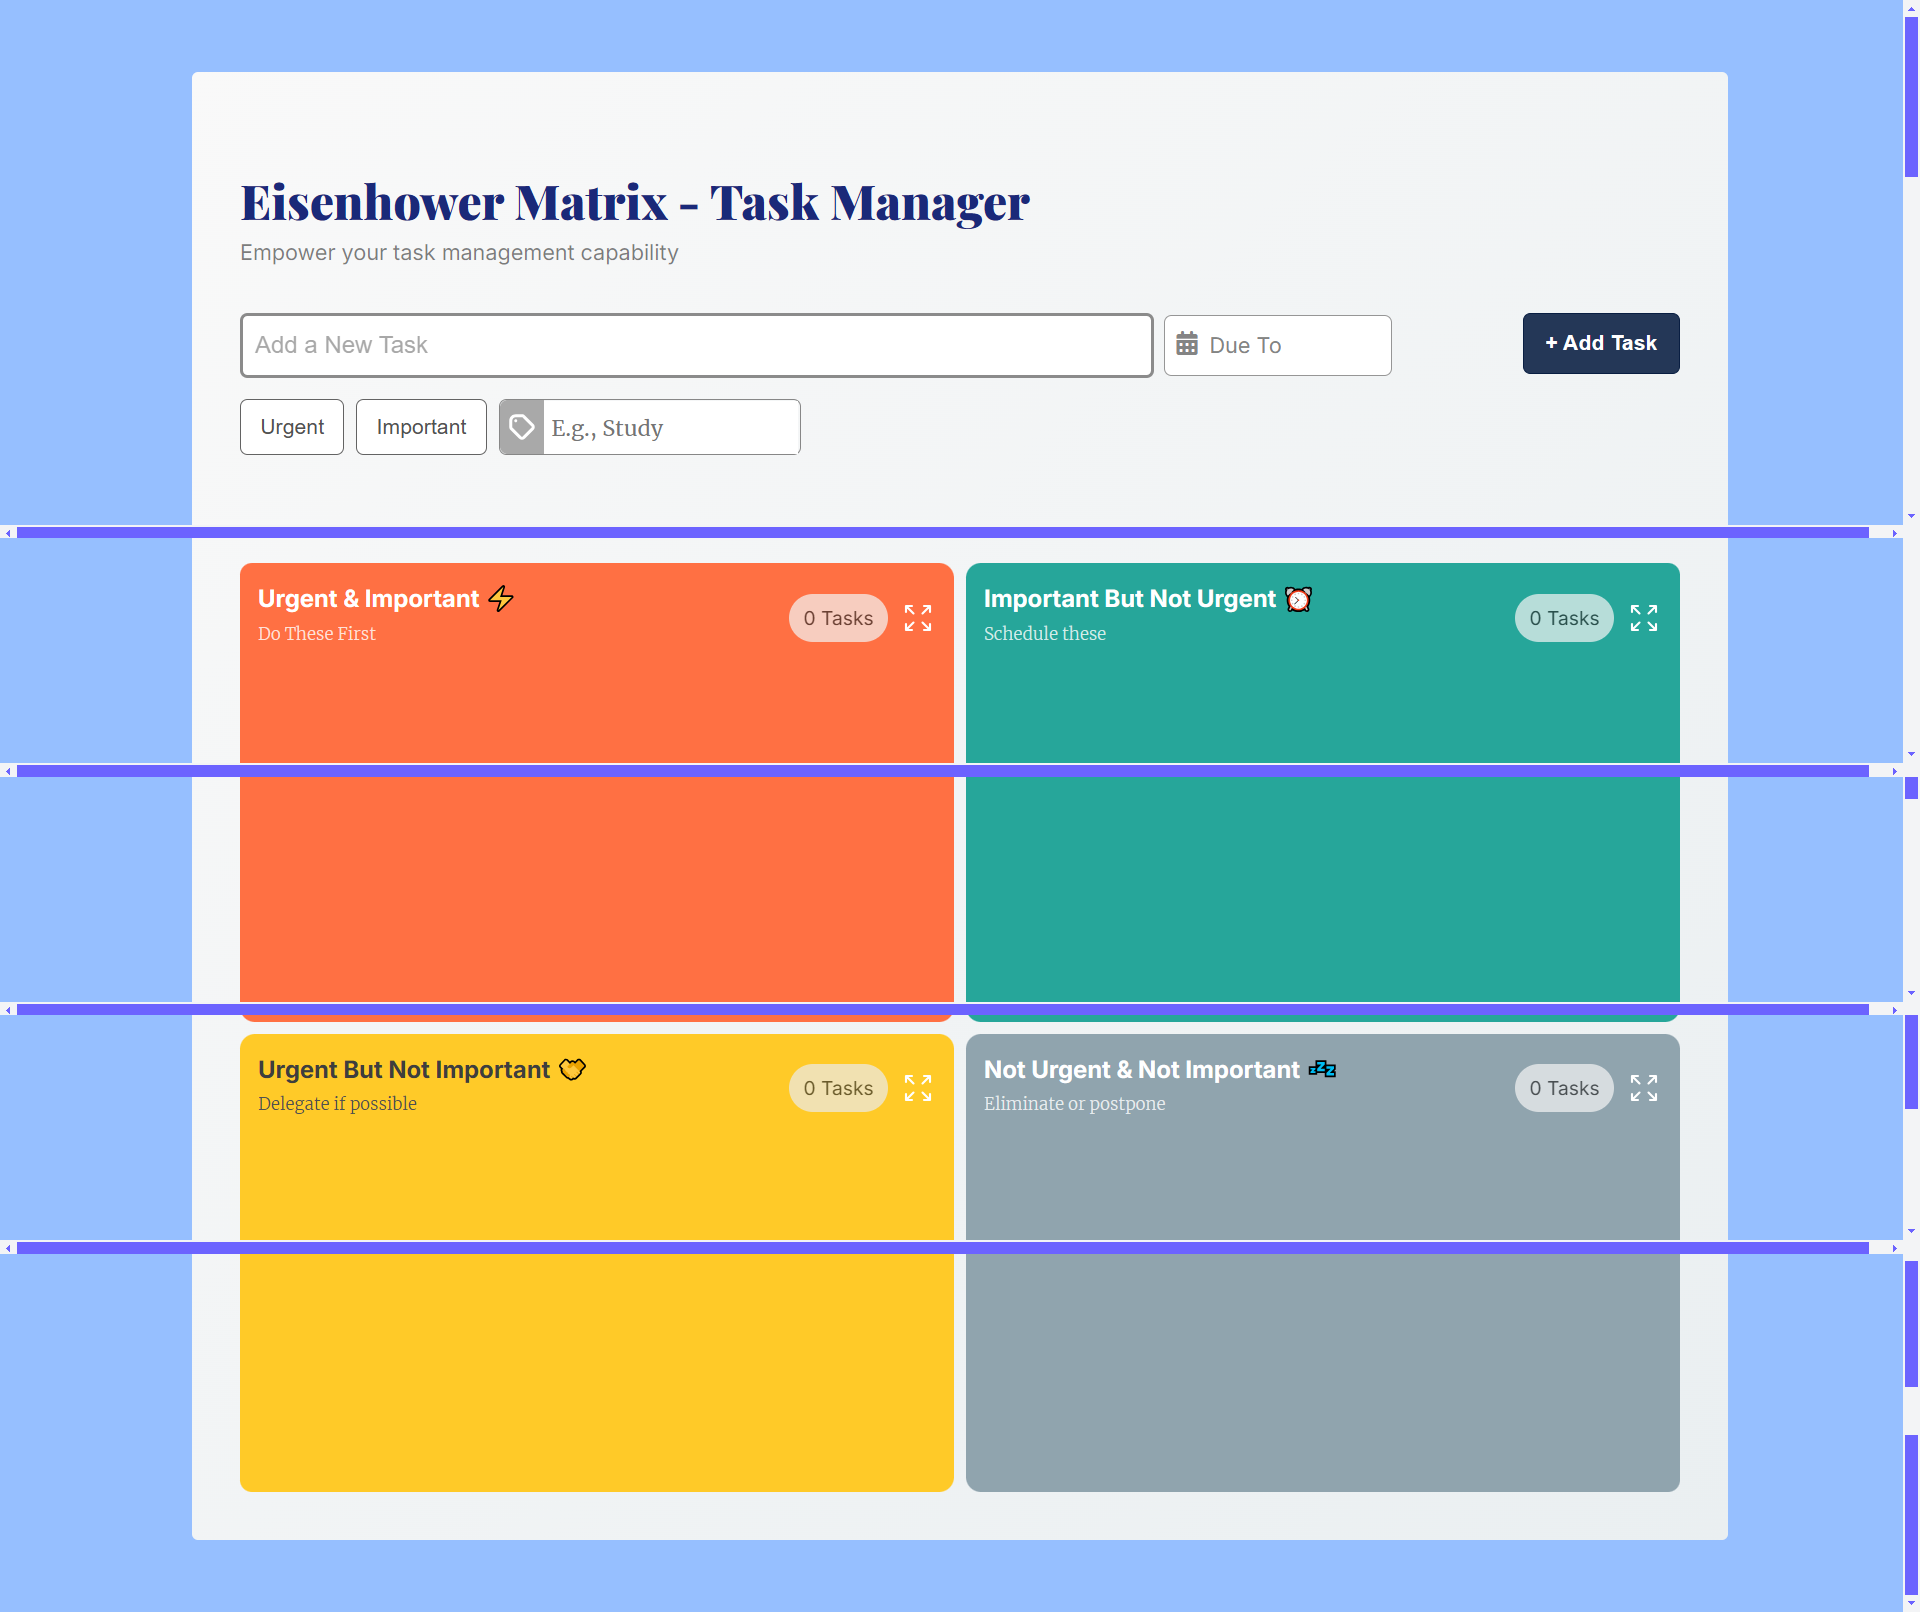 Eisenhower Matrix - Task Manager
Empower your task management capability
Add a New Task
Due To
+ Add Task
Urgent
Important
E.g., Study
Urgent & Important ⚡
Do These First
0 Tasks
Important But Not Urgent ⏰
Schedule these
0 Tasks
Urgent But Not Important 🤝
Delegate if possible
0 Tasks
Not Urgent & Not Important 💤
Eliminate or postpone
0 Tasks